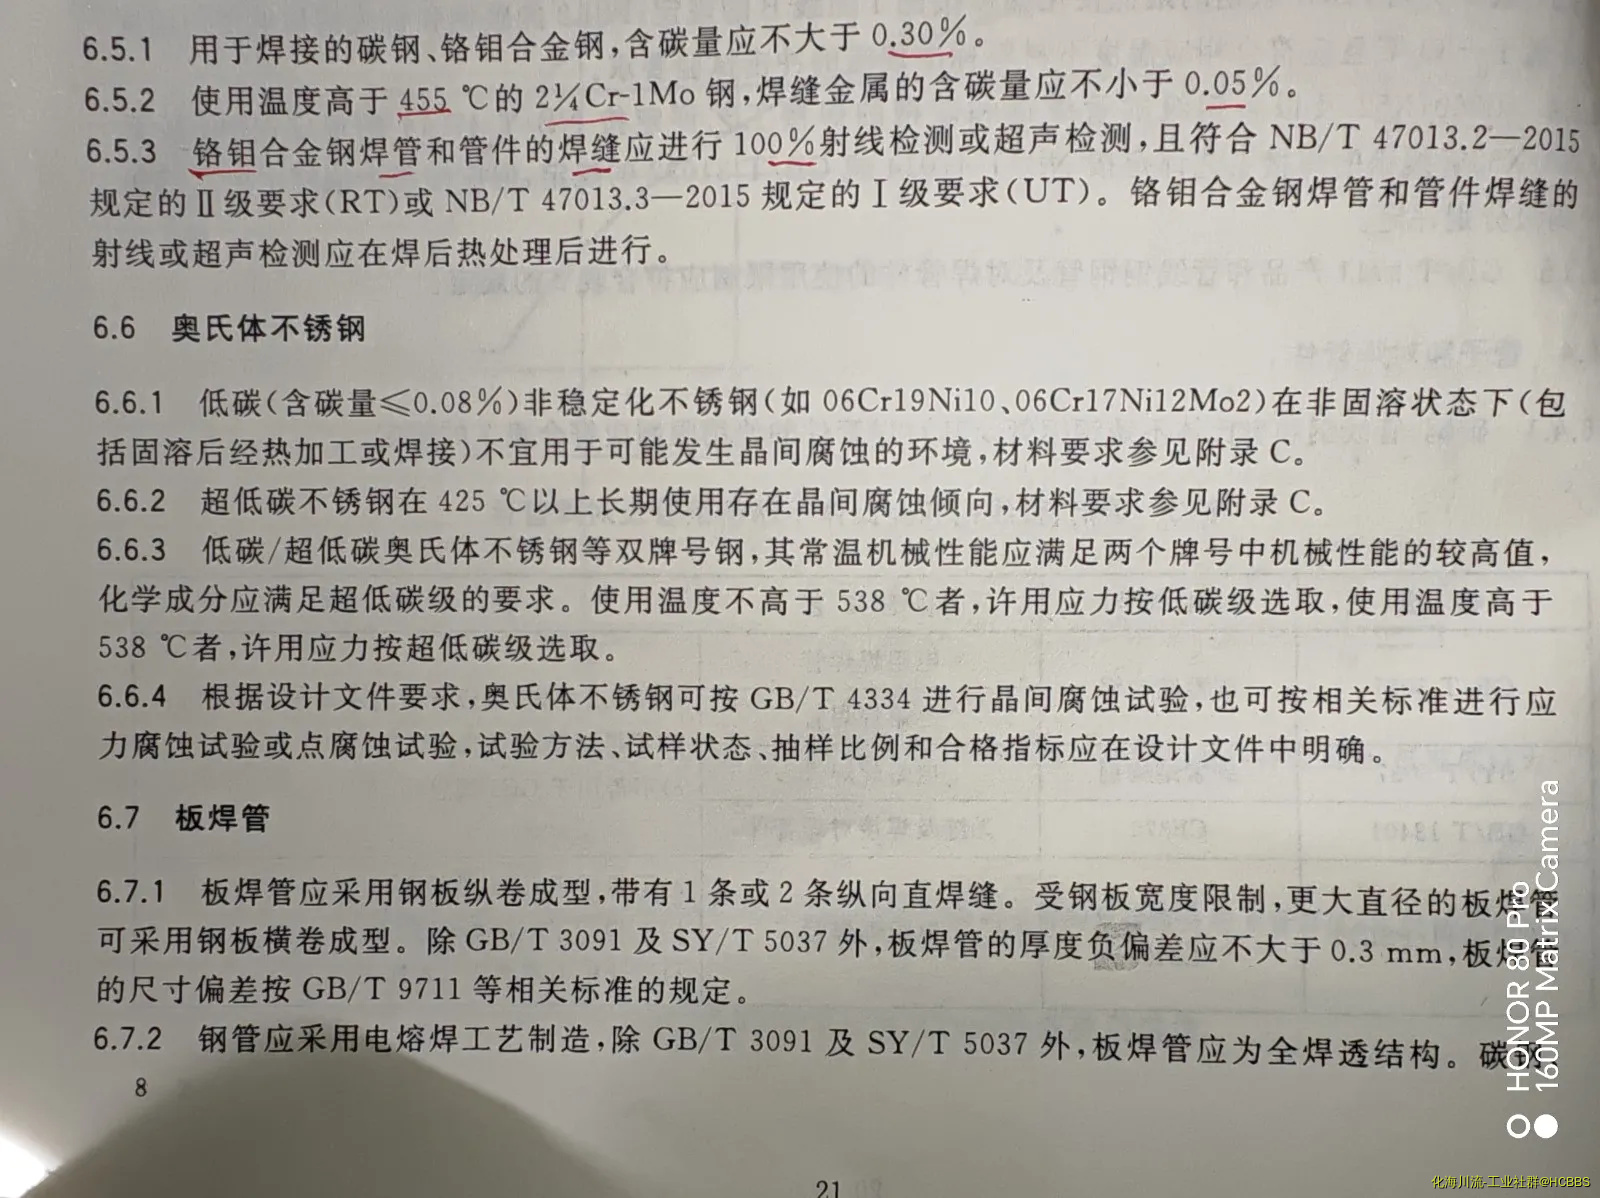 6.5.1 用于焊接的碳钢、铬钼合金钢,含碳量应不大于0.30%。
6.5.2 使用温度高于 455 ℃的 2¼Cr-1Mo 钢,焊缝金属的含碳量应不小于 0.05%。
6.5.3 铬钼合金钢焊管和管件的焊缝应进行 100%射线检测或超声检测,且符合 NB/T 47013.2—2015
规定的Ⅱ级要求(RT)或 NB/T 47013.3—2015 规定的Ⅰ级要求(UT)。铬钼合金钢焊管和管件焊缝的
射线或超声检测应在焊后热处理后进行。
6.6 奥氏体不锈钢
6.6.1 低碳(含碳量≤0.08%)非稳定化不锈钢(如 06Cr19Ni10、06Cr17Ni12Mo2)在非固溶状态下(包
括固溶后经热加工或焊接)不宜用于可能发生晶间腐蚀的环境,材料要求参见附录 C。
6.6.2 超低碳不锈钢在 425 ℃以上长期使用存在晶间腐蚀倾向,材料要求参见附录 C。
6.6.3 低碳/超低碳奥氏体不锈钢等双牌号钢,其常温机械性能应满足两个牌号中机械性能的较高值,
化学成分应满足超低碳级的要求。使用温度不高于 538 ℃者,许用应力按低碳级选取,使用温度高于
538 ℃者,许用应力按超低碳级选取。
6.6.4 根据设计文件要求,奥氏体不锈钢可按 GB/T 4334 进行晶间腐蚀试验,也可按相关标准进行应
力腐蚀试验或点腐蚀试验,试验方法、试样状态、抽样比例和合格指标应在设计文件中明确。
6.7 板焊管
6.7.1 板焊管应采用钢板纵卷成型,带有 1 条或 2 条纵向直焊缝。受钢板宽度限制,更大直径的板焊管
可采用钢板横卷成型。除 GB/T 3091 及 SY/T 5037 外,板焊管的厚度负偏差应不大于 0.3 mm,板焊管
的尺寸偏差按 GB/T 9711 等相关标准的规定。
6.7.2 钢管应采用电熔焊工艺制造,除 GB/T 3091 及 SY/T 5037 外,板焊管应为全焊透结构。碳钢、
8
21
HONOR 80 Pro
160MP Matrix Camera
化海川流-工业社群@HCBBS